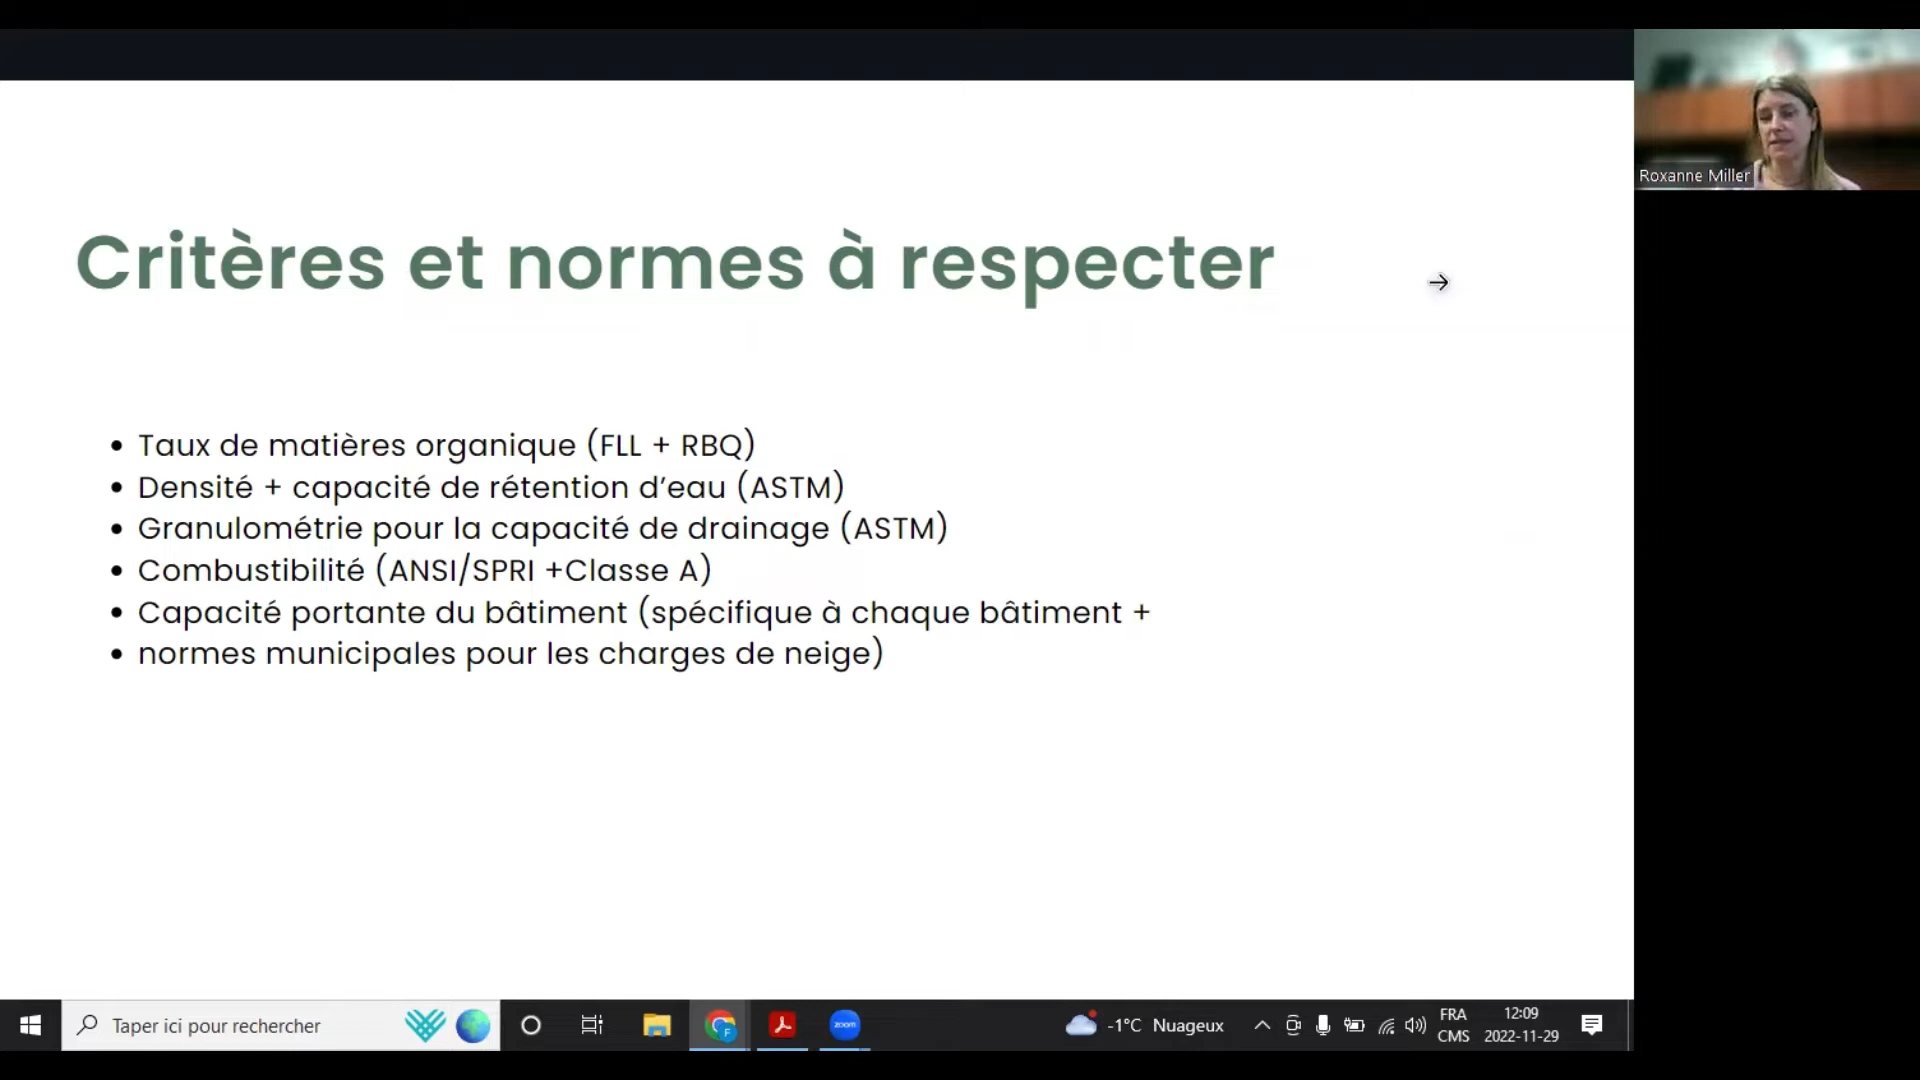 Roxanne Miller
Critères et normes à respecter
• Taux de matières organique (FLL + RBQ)
• Densité + capacité de rétention d’eau (ASTM)
• Granulométrie pour la capacité de drainage (ASTM)
• Combustibilité (ANSI/SPRI +Classe A)
• Capacité portante du bâtiment (spécifique à chaque bâtiment +
• normes municipales pour les charges de neige)
Taper ici pour rechercher
zoom
-1°C Nuageux
FRA
CMS
12:09
2022-11-29